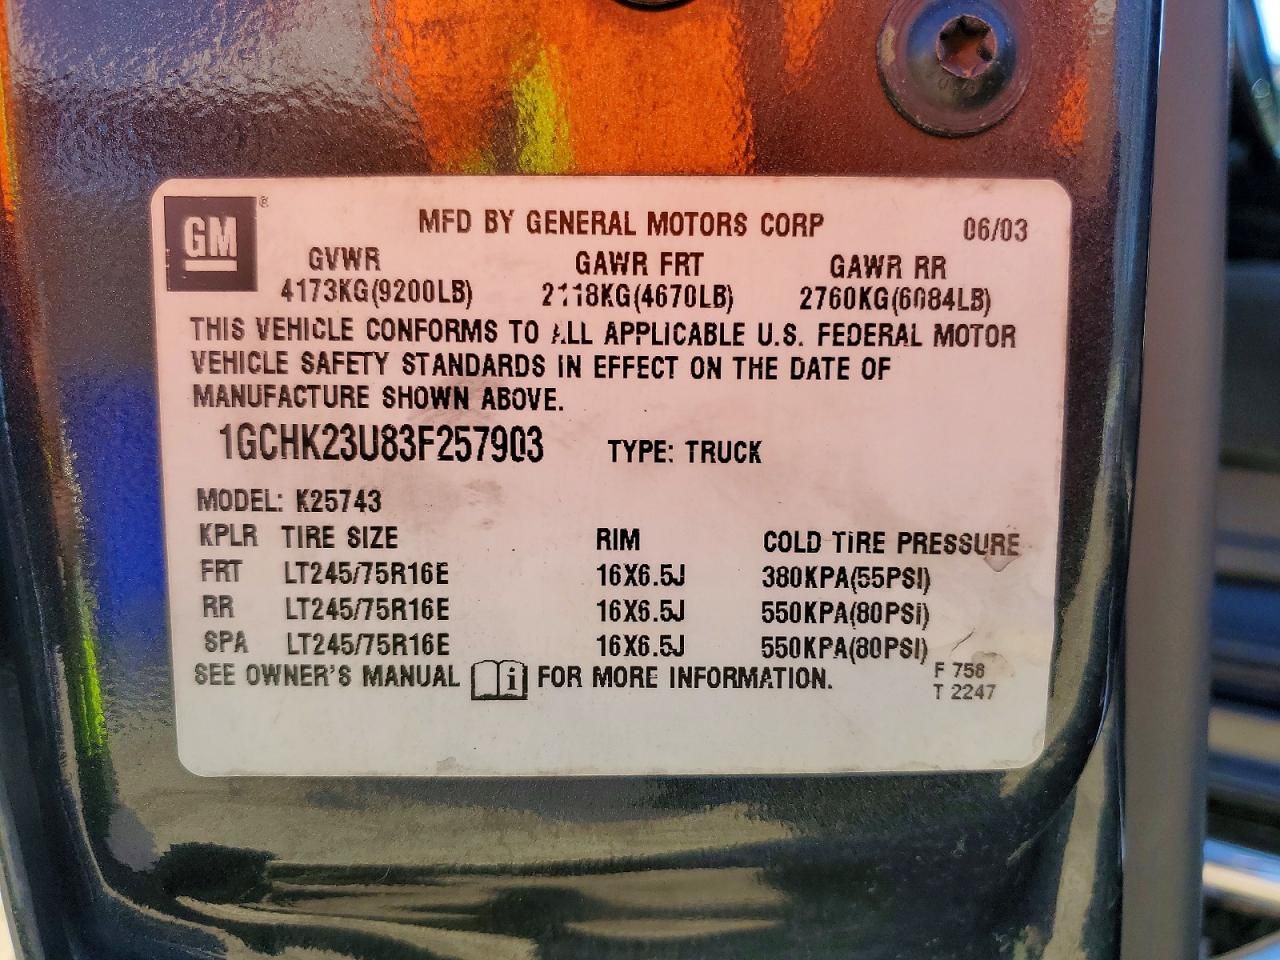 GM ®
MFD BY GENERAL MOTORS CORP 06/03
GVWR GAWR FRT GAWR RR
4173KG(9200LB) 2118KG(4670LB) 2760KG(6084LB)
THIS VEHICLE CONFORMS TO ALL APPLICABLE U.S. FEDERAL MOTOR
VEHICLE SAFETY STANDARDS IN EFFECT ON THE DATE OF
MANUFACTURE SHOWN ABOVE.
1GCHK23U83F257903 TYPE: TRUCK
MODEL: K25743
KPLR TIRE SIZE RIM COLD TIRE PRESSURE
FRT LT245/75R16E 16X6.5J 380KPA(55PSI)
RR LT245/75R16E 16X6.5J 550KPA(80PSI)
SPA LT245/75R16E 16X6.5J 550KPA(80PSI)
SEE OWNER'S MANUAL i FOR MORE INFORMATION.
F 758
T 2247